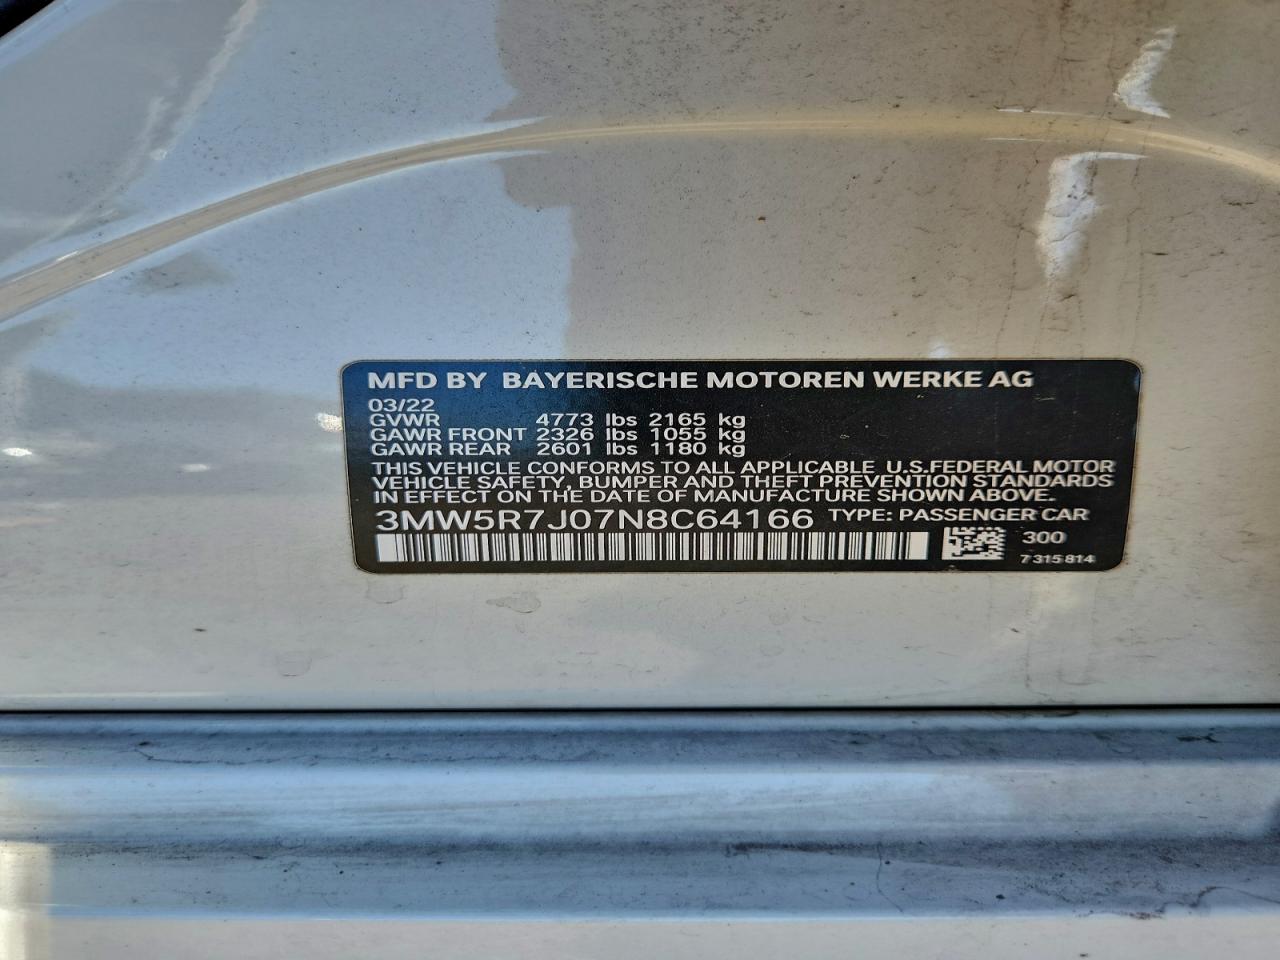 MFD BY BAYERISCHE MOTOREN WERKE AG
03/22
GVWR 4773 lbs 2165 kg
GAWR FRONT 2326 lbs 1055 kg
GAWR REAR 2601 lbs 1180 kg
THIS VEHICLE CONFORMS TO ALL APPLICABLE U.S.FEDERAL MOTOR
VEHICLE SAFETY, BUMPER AND THEFT PREVENTION STANDARDS
IN EFFECT ON THE DATE OF MANUFACTURE SHOWN ABOVE.
3MW5R7J07N8C64166 TYPE: PASSENGER CAR
300
7 315 814